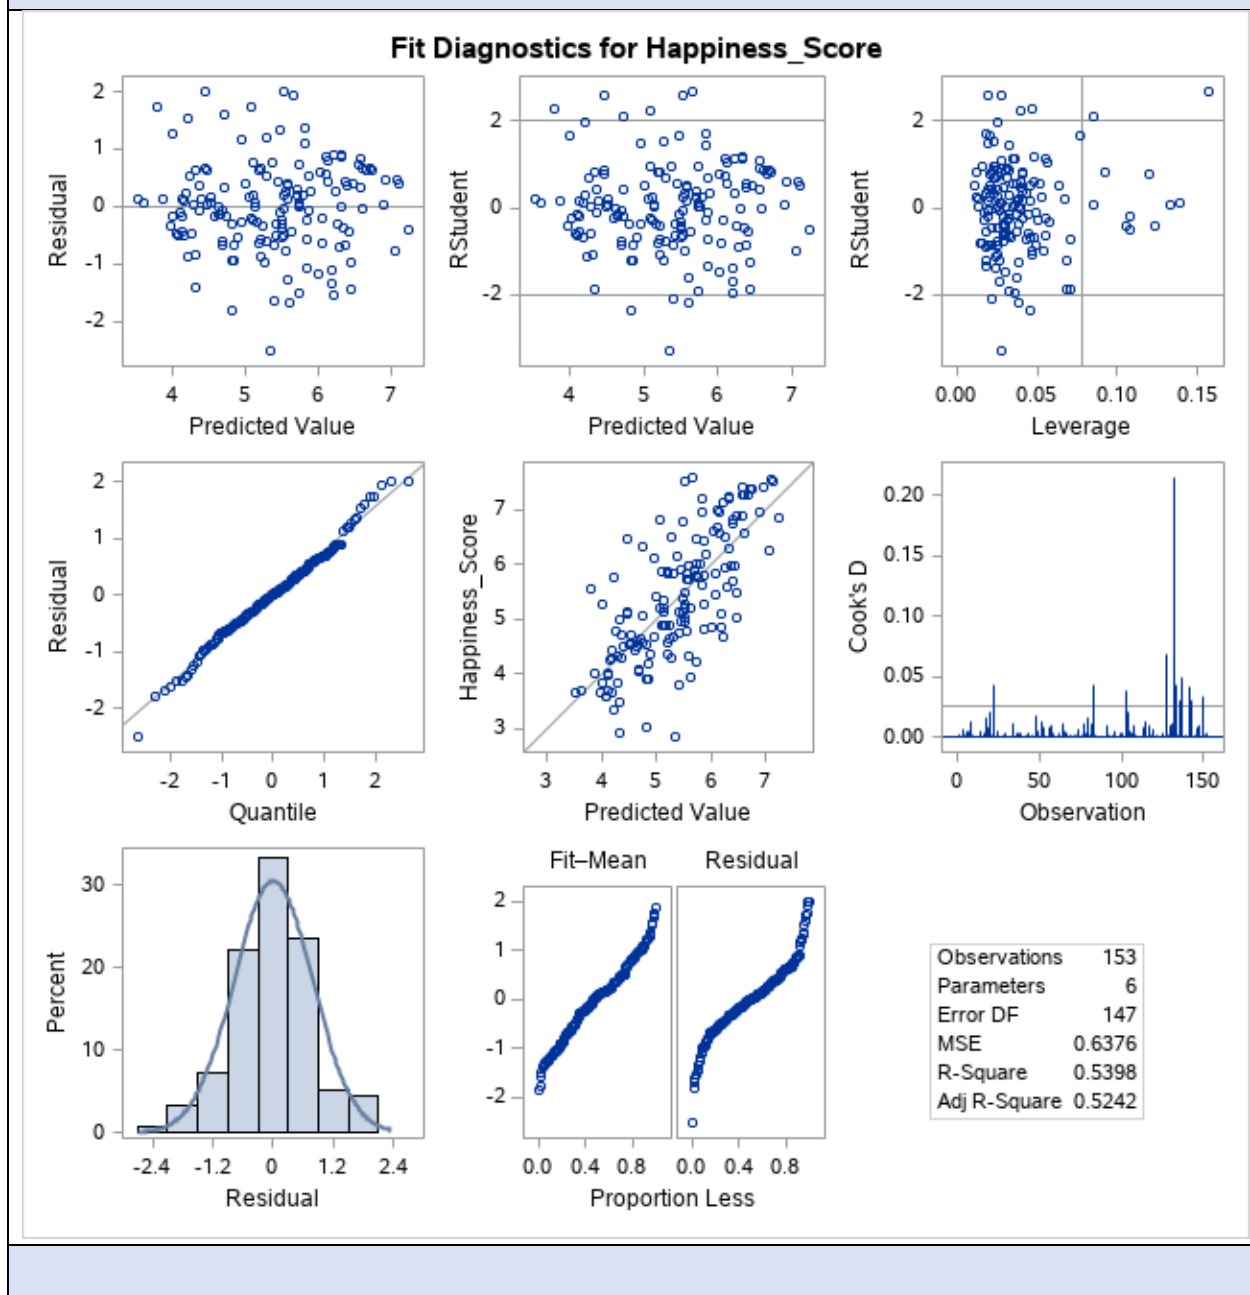 Fit Diagnostics for Happiness_Score
2
1
0
-1
-2
Residual
4 5 6 7
Predicted Value
2
0
-2
RStudent
4 5 6 7
Predicted Value
2
0
-2
RStudent
0.00 0.05 0.10 0.15
Leverage
2
1
0
-1
-2
Residual
-2 -1 0 1 2
Quantile
7
6
5
4
3
Happiness_Score
3 4 5 6 7
Predicted Value
0.20
0.15
0.10
0.05
0.00
Cook's D
0 50 100 150
Observation
30
20
10
0
Percent
-2.4 -1.2 0 1.2 2.4
Residual
Fit–Mean Residual
2
1
0
-1
-2
0.0 0.4 0.8 0.0 0.4 0.8
Proportion Less
Observations 153
Parameters 6
Error DF 147
MSE 0.6376
R-Square 0.5398
Adj R-Square 0.5242